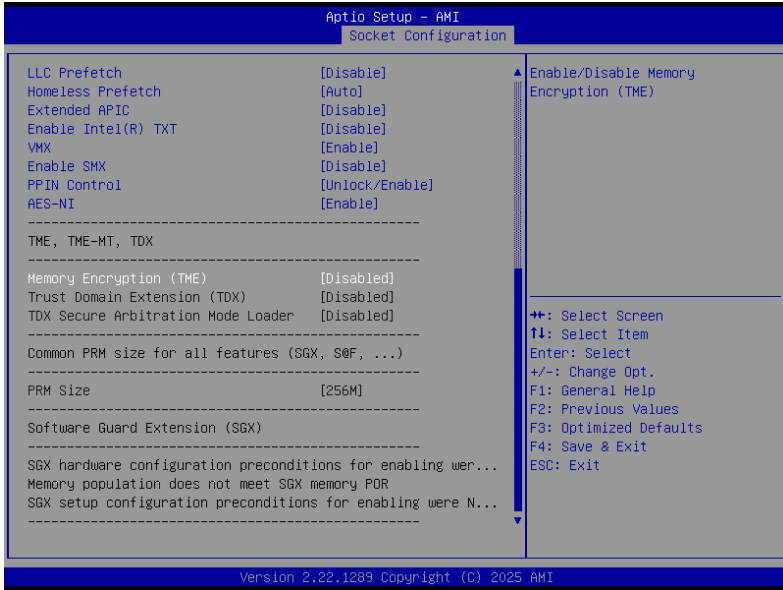 Aptio Setup – AMI
Socket Configuration
LLC Prefetch [Disable]
Homeless Prefetch [Auto]
Extended APIC [Disable]
Enable Intel(R) TXT [Disable]
VMX [Enable]
Enable SMX [Disable]
PPIN Control [Unlock/Enable]
AES-NI [Enable]
------------------------------------------------
TME, TME-MT, TDX
------------------------------------------------
Memory Encryption (TME) [Disabled]
Trust Domain Extension (TDX) [Disabled]
TDX Secure Arbitration Mode Loader [Disabled]
------------------------------------------------
Common PRM size for all features (SGX, S@F, ...)
------------------------------------------------
PRM Size [256M]
------------------------------------------------
Software Guard Extension (SGX)
------------------------------------------------
SGX hardware configuration preconditions for enabling wer...
Memory population does not meet SGX memory POR
SGX setup configuration preconditions for enabling were N...
------------------------------------------------
Enable/Disable Memory
Encryption (TME)
→←: Select Screen
↑↓: Select Item
Enter: Select
+/-: Change Opt.
F1: General Help
F2: Previous Values
F3: Optimized Defaults
F4: Save & Exit
ESC: Exit
Version 2.22.1289 Copyright (C) 2025 AMI